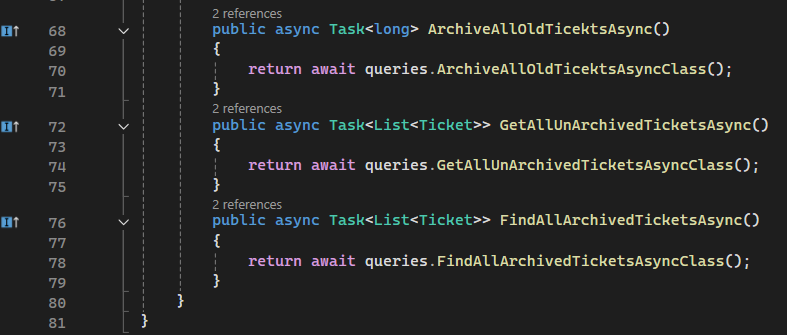 2 references
68 public async Task<long> ArchiveAllOldTicektsAsync()
69 {
70 return await queries.ArchiveAllOldTicektsAsyncClass();
71 }
2 references
72 public async Task<List<Ticket>> GetAllUnArchivedTicketsAsync()
73 {
74 return await queries.GetAllUnArchivedTicketsAsyncClass();
75 }
2 references
76 public async Task<List<Ticket>> FindAllArchivedTicketsAsync()
77 {
78 return await queries.FindAllArchivedTicketsAsyncClass();
79 }
80 }
81 }